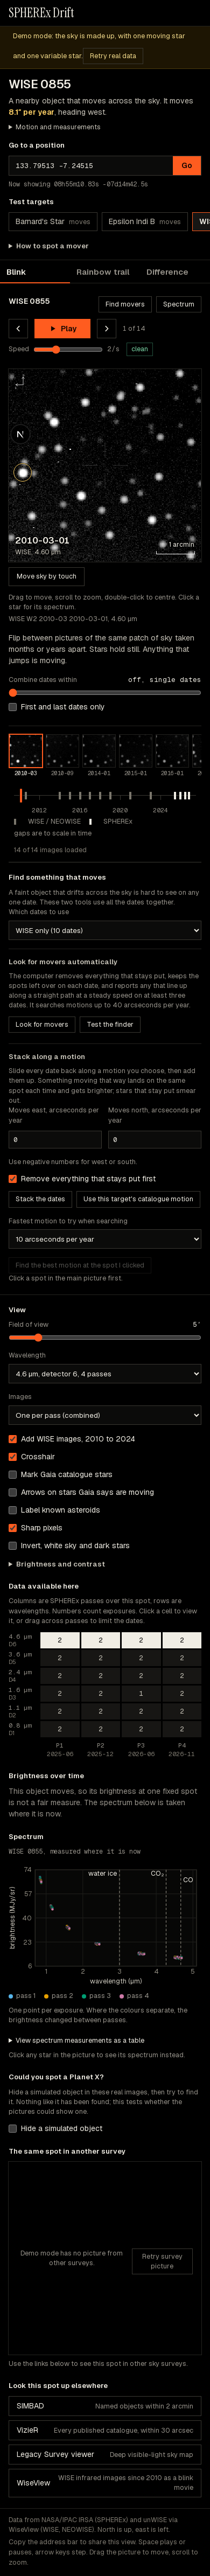 SPHEREx Drift
Demo mode: the sky is made up, with one moving star
and one variable star. Retry real data
WISE 0855
A nearby object that moves across the sky. It moves
8.1" per year, heading west.
Motion and measurements
Go to a position
133.79513 -7.24515 Go
Now showing 08h55m10.83s -07d14m42.5s
Test targets
Barnard's Star moves Epsilon Indi B moves WI
How to spot a mover
Blink Rainbow trail Difference
WISE 0855 Find movers Spectrum
Play 1 of 14
Speed 2/s clean
N
2010-03-01
WISE, 4.60 µm
1 arcmin
Move sky by touch
Drag to move, scroll to zoom, double-click to centre. Click a
star for its spectrum.
WISE W2 2010-03 2010-03-01, 4.60 µm
Flip between pictures of the same patch of sky taken
months or years apart. Stars hold still. Anything that
jumps is moving.
Combine dates within off, single dates
First and last dates only
2010-03 2010-09 2014-01 2015-01 2016-01
2012 2016 2020 2024
WISE / NEOWISE SPHEREx
gaps are to scale in time
14 of 14 images loaded
Find something that moves
A faint object that drifts across the sky is hard to see on any
one date. These two tools use all the dates together.
Which dates to use
WISE only (10 dates)
Look for movers automatically
The computer removes everything that stays put, keeps the
spots left over on each date, and reports any that line up
along a straight path at a steady speed on at least three
dates. It searches motions up to 40 arcseconds per year.
Look for movers Test the finder
Stack along a motion
Slide every date back along a motion you choose, then add
them up. Something moving that way lands on the same
spot each time and gets brighter; stars that stay put smear
out.
Moves east, arcseconds per year Moves north, arcseconds per year
0 0
Use negative numbers for west or south.
Remove everything that stays put first
Stack the dates Use this target's catalogue motion
Fastest motion to try when searching
10 arcseconds per year
Find the best motion at the spot I clicked
Click a spot in the main picture first.
View
Field of view 5'
Wavelength
4.6 µm, detector 6, 4 passes
Images
One per pass (combined)
Add WISE images, 2010 to 2024
Crosshair
Mark Gaia catalogue stars
Arrows on stars Gaia says are moving
Label known asteroids
Sharp pixels
Invert, white sky and dark stars
Brightness and contrast
Data available here
Columns are SPHEREx passes over this spot, rows are
wavelengths. Numbers count exposures. Click a cell to view
it, or drag across passes to limit the dates.
4.6 µm D6 2 2 2 2
3.6 µm D5 2 2 2 2
2.4 µm D4 2 2 2 2
1.6 µm D3 2 2 1 2
1.1 µm D2 2 2 2 2
0.8 µm D1 2 2 2 2
P1 P2 P3 P4
2025-06 2025-12 2026-06 2026-11
Brightness over time
This object moves, so its brightness at one fixed spot
is not a fair measure. The spectrum below is taken
where it is now.
Spectrum
WISE 0855, measured where it is now
water ice CO₂ CO
brightness (MJy/sr)
74
57
40
23
6
1 2 3 4 5
wavelength (µm)
pass 1 pass 2 pass 3 pass 4
One point per exposure. Where the colours separate, the
brightness changed between passes.
View spectrum measurements as a table
Click any star in the picture to see its spectrum instead.
Could you spot a Planet X?
Hide a simulated object in these real images, then try to find
it. Nothing like it has been found; this tests whether the
pictures could show one.
Hide a simulated object
The same spot in another survey
Demo mode has no picture from
other surveys.
Retry survey
picture
Use the links below to see this spot in other sky surveys.
Look this spot up elsewhere
SIMBAD Named objects within 2 arcmin
VizieR Every published catalogue, within 30 arcsec
Legacy Survey viewer Deep visible-light sky map
WiseView WISE infrared images since 2010 as a blink movie
Data from NASA/IPAC IRSA (SPHEREx) and unWISE via
WiseView (WISE, NEOWISE). North is up, east is left.
Copy the address bar to share this view. Space plays or
pauses, arrow keys step. Drag the picture to move, scroll to
zoom.